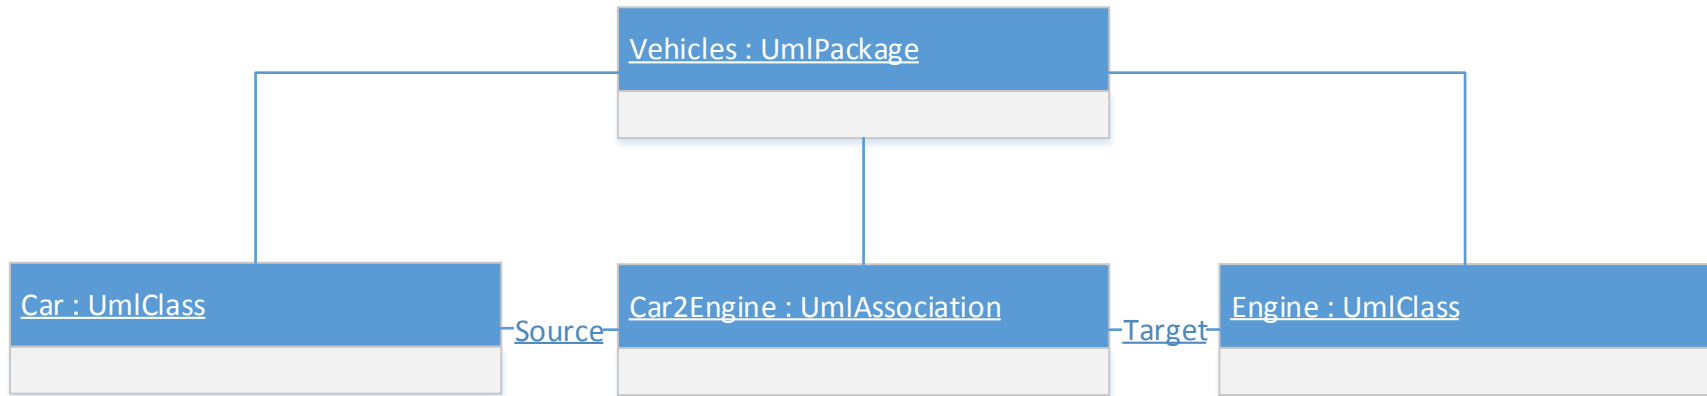 Vehicles : UmlPackage
Car : UmlClass
Source
Car2Engine : UmlAssociation
Target
Engine : UmlClass